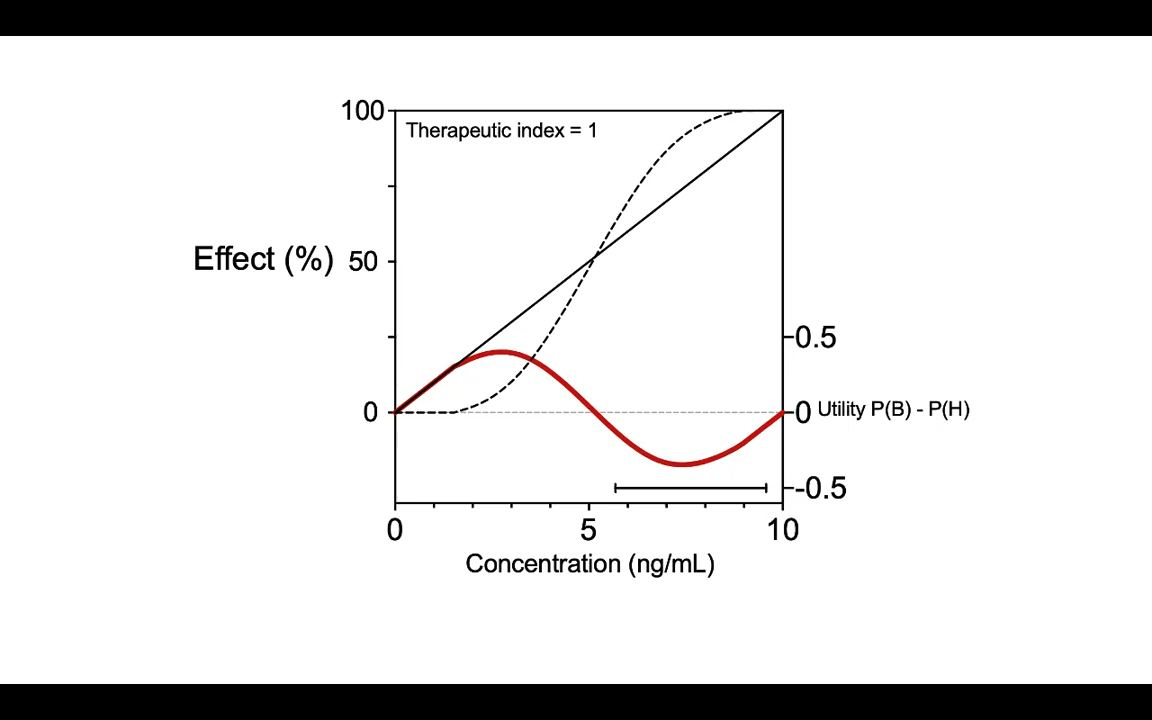 100
Therapeutic index = 1
Effect (%)
50
0.5
0
0
Utility P(B) - P(H)
-0.5
0
5
10
Concentration (ng/mL)